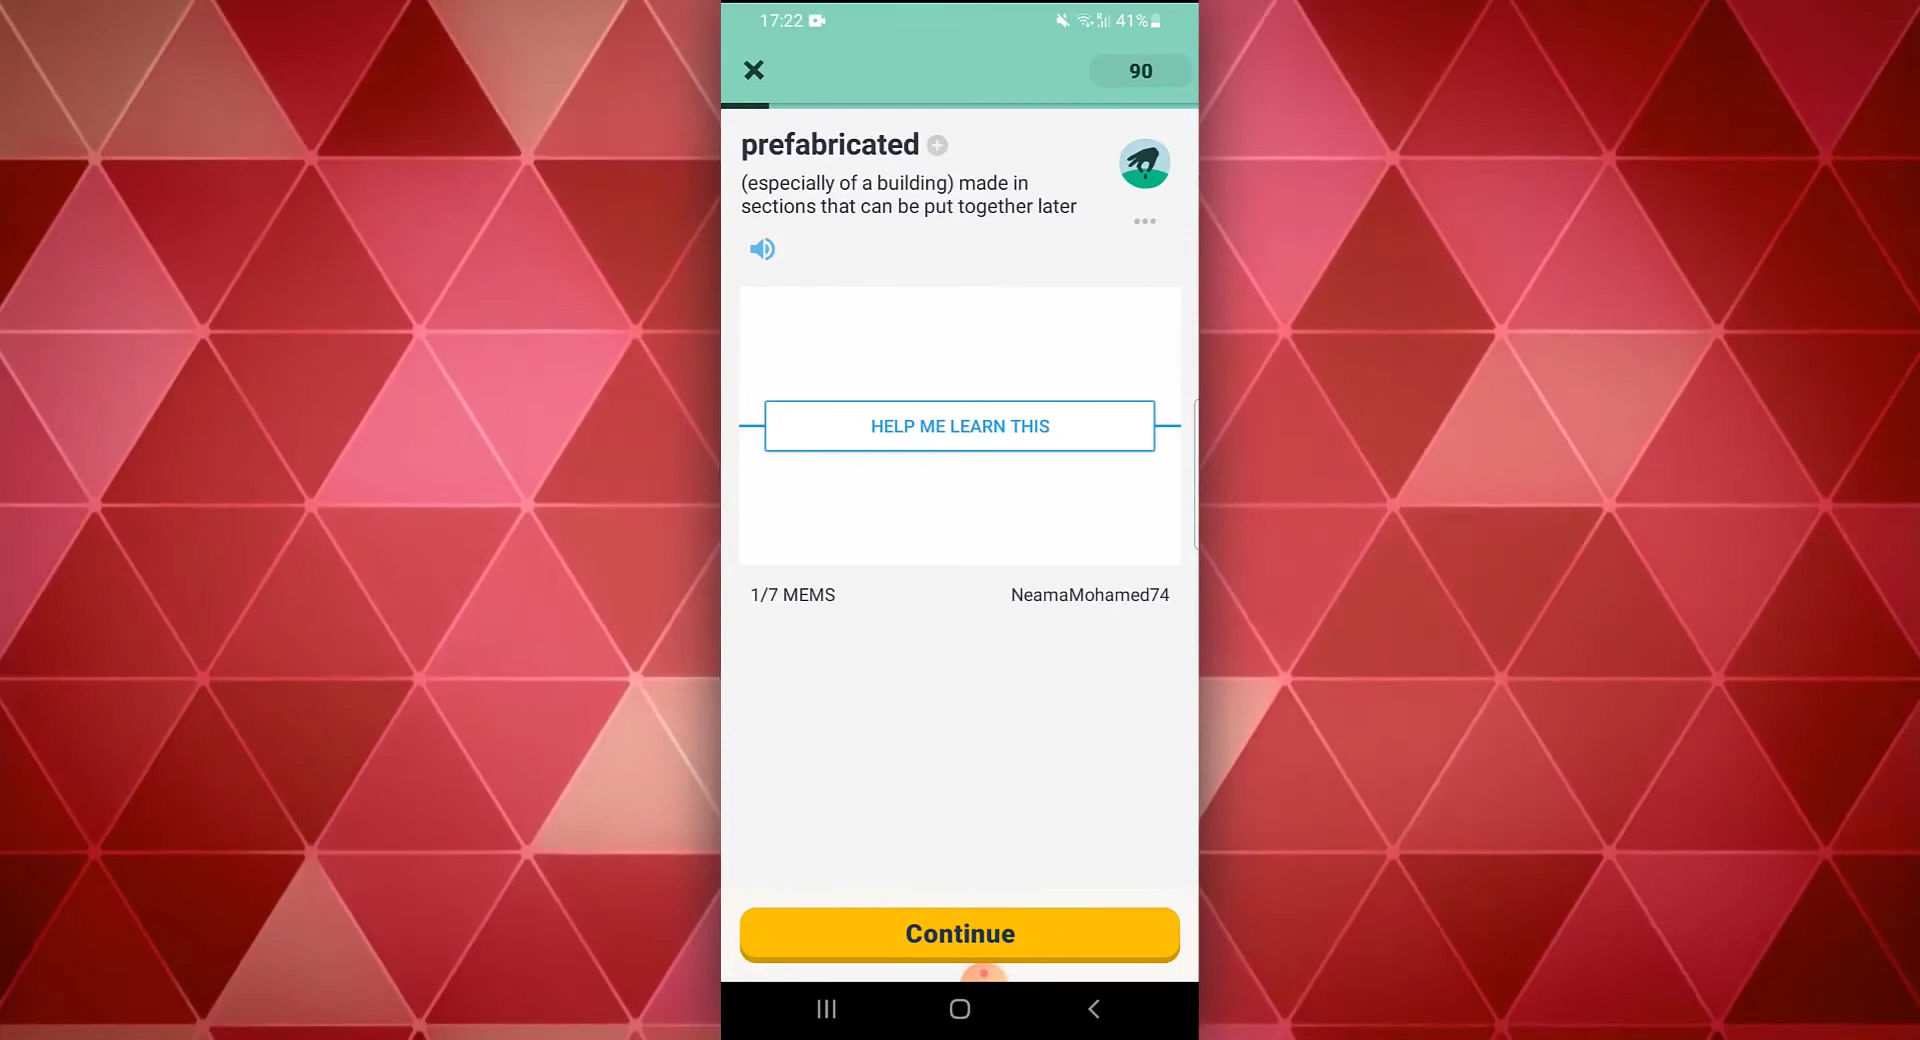 17:22
41%
90
prefabricated
(especially of a building) made in
sections that can be put together later
HELP ME LEARN THIS
1/7 MEMS
NeamaMohamed74
Continue